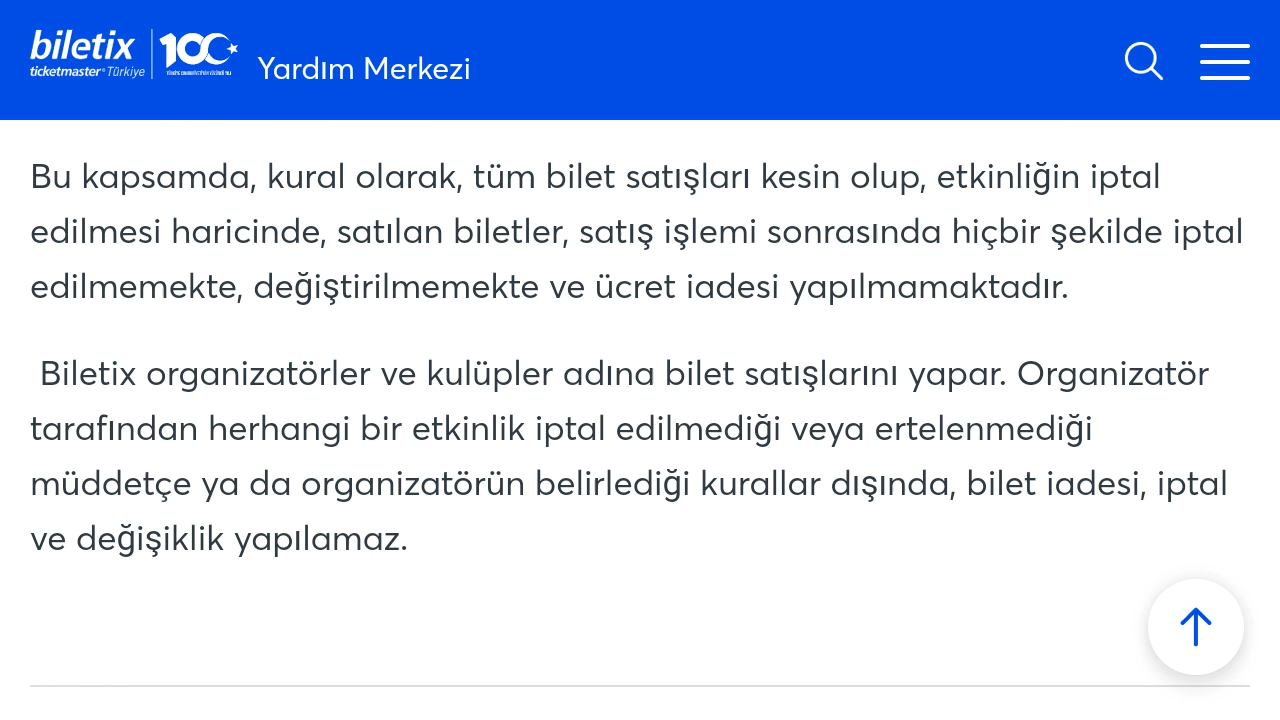 biletix
ticketmaster® Türkiye
100
Yardım Merkezi
Bu kapsamda, kural olarak, tüm bilet satışları kesin olup, etkinliğin iptal
edilmesi haricinde, satılan biletler, satış işlemi sonrasında hiçbir şekilde iptal
edilmemekte, değiştirilmemekte ve ücret iadesi yapılmamaktadır.
Biletix organizatörler ve kulüpler adına bilet satışlarını yapar. Organizatör
tarafından herhangi bir etkinlik iptal edilmediği veya ertelenmediği
müddetçe ya da organizatörün belirlediği kurallar dışında, bilet iadesi, iptal
ve değişiklik yapılamaz.